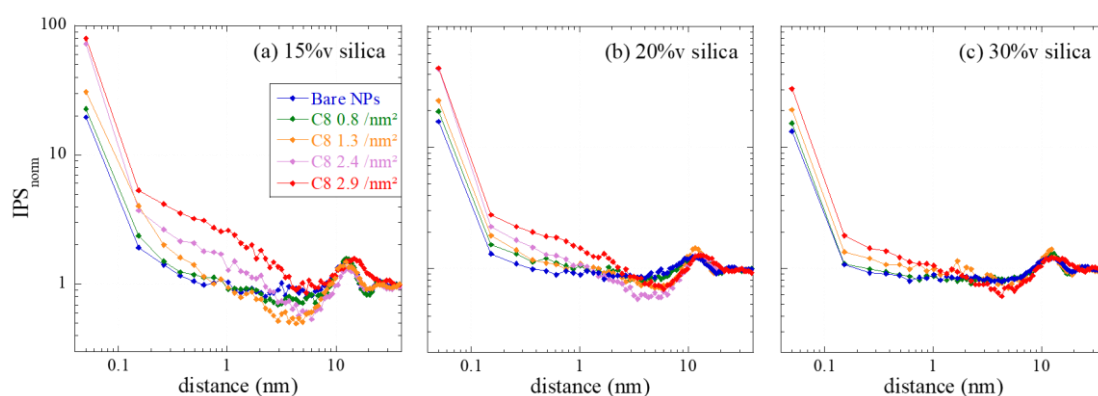 100
10
1
IPS norm
(a) 15%v silica
Bare NPs
C8 0.8 /nm²
C8 1.3 /nm²
C8 2.4 /nm²
C8 2.9 /nm²
0.1 1 10
distance (nm)
(b) 20%v silica
0.1 1 10
distance (nm)
(c) 30%v silica
0.1 1 10
distance (nm)